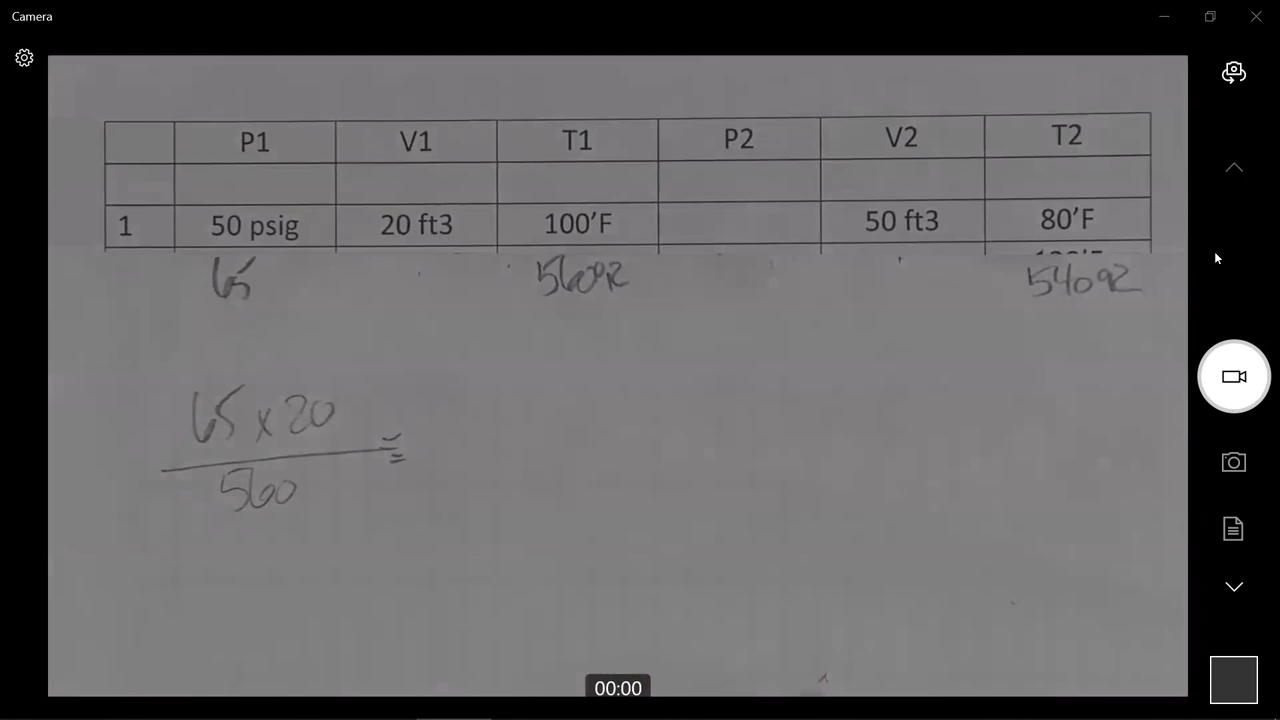 Camera
P1 V1 T1 P2 V2 T2
1 50 psig 20 ft3 100'F 50 ft3 80'F
65 560°R 540°R
65 x 20 =
560
00:00